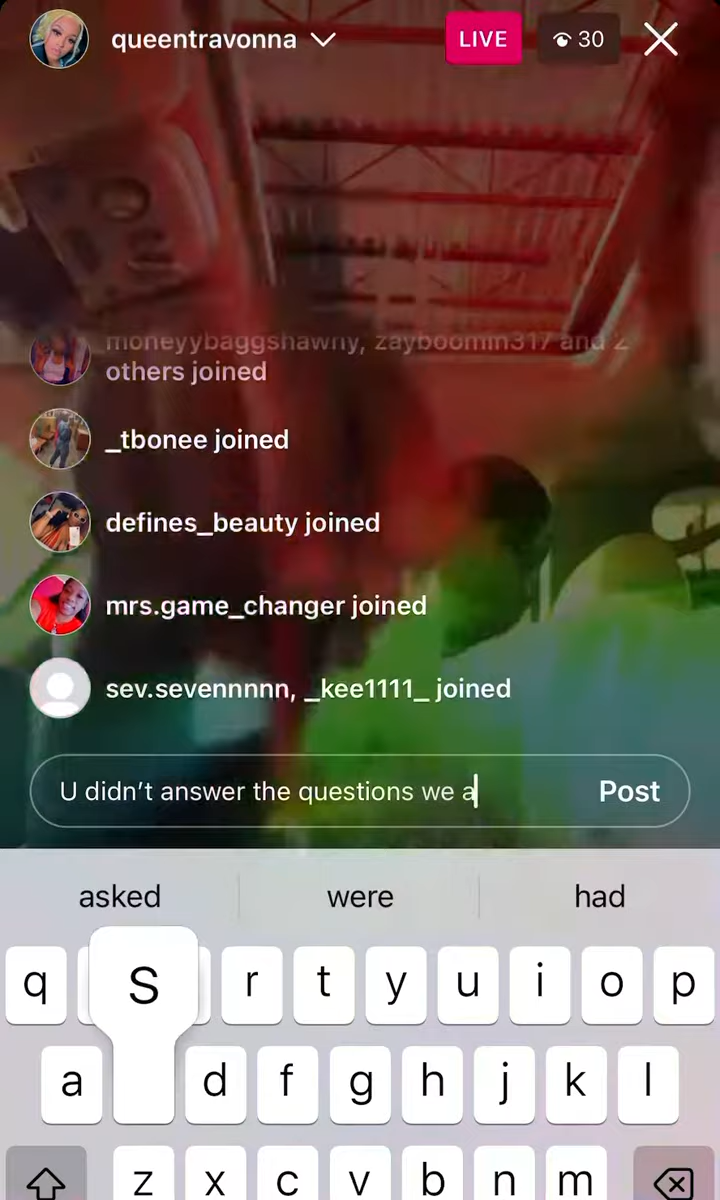 queentravonna
LIVE
30
moneyybaggshawny, zayboomin317 and 2
others joined
_tbonee joined
defines_beauty joined
mrs.game_changer joined
sev.sevennnnn, _kee1111_ joined
U didn’t answer the questions we a
Post
asked were had
q S r t y u i o p
a d f g h j k l
z x c v b n m